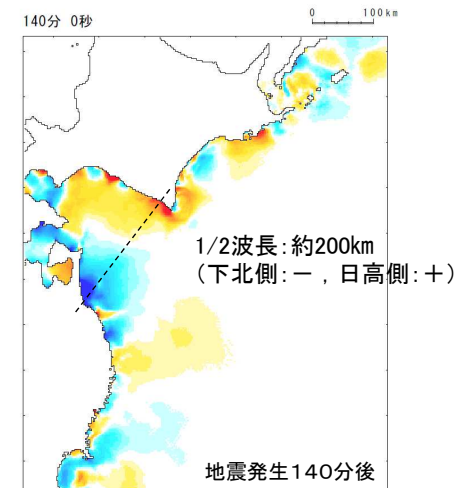 140分 0秒
0 100km
1/2波長：約200km
（下北側：－，日高側：＋）
地震発生140分後